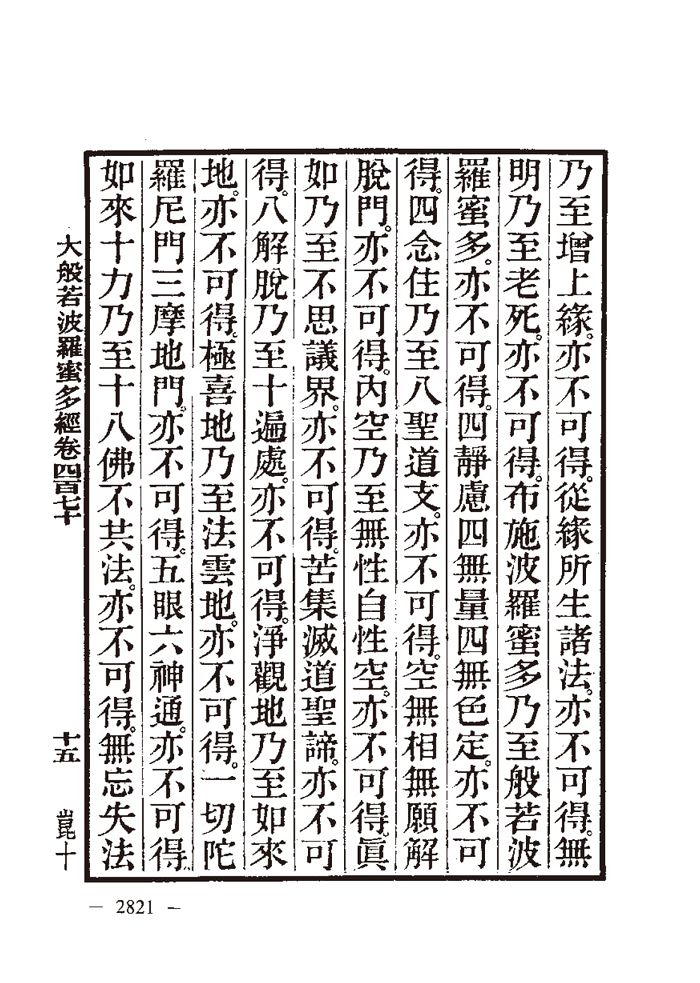 乃至增上緣。亦不可得。從緣所生諸法。亦不可得。無
明乃至老死。亦不可得。布施波羅蜜多乃至般若波
羅蜜多。亦不可得。四靜慮四無量四無色定。亦不可
得。四念住乃至八聖道支。亦不可得。空無相無願解
脫門。亦不可得。內空乃至無性自性空。亦不可得。眞
如乃至不思議界。亦不可得。苦集滅道聖諦。亦不可
得。八解脫乃至十遍處。亦不可得。淨觀地乃至如來
地。亦不可得。極喜地乃至法雲地。亦不可得。一切陀
羅尼門三摩地門。亦不可得。五眼六神通。亦不可得
如來十力乃至十八佛不共法。亦不可得。無忘失法
大般若波羅蜜多經卷四百七十 十五 崑十
— 2821 —